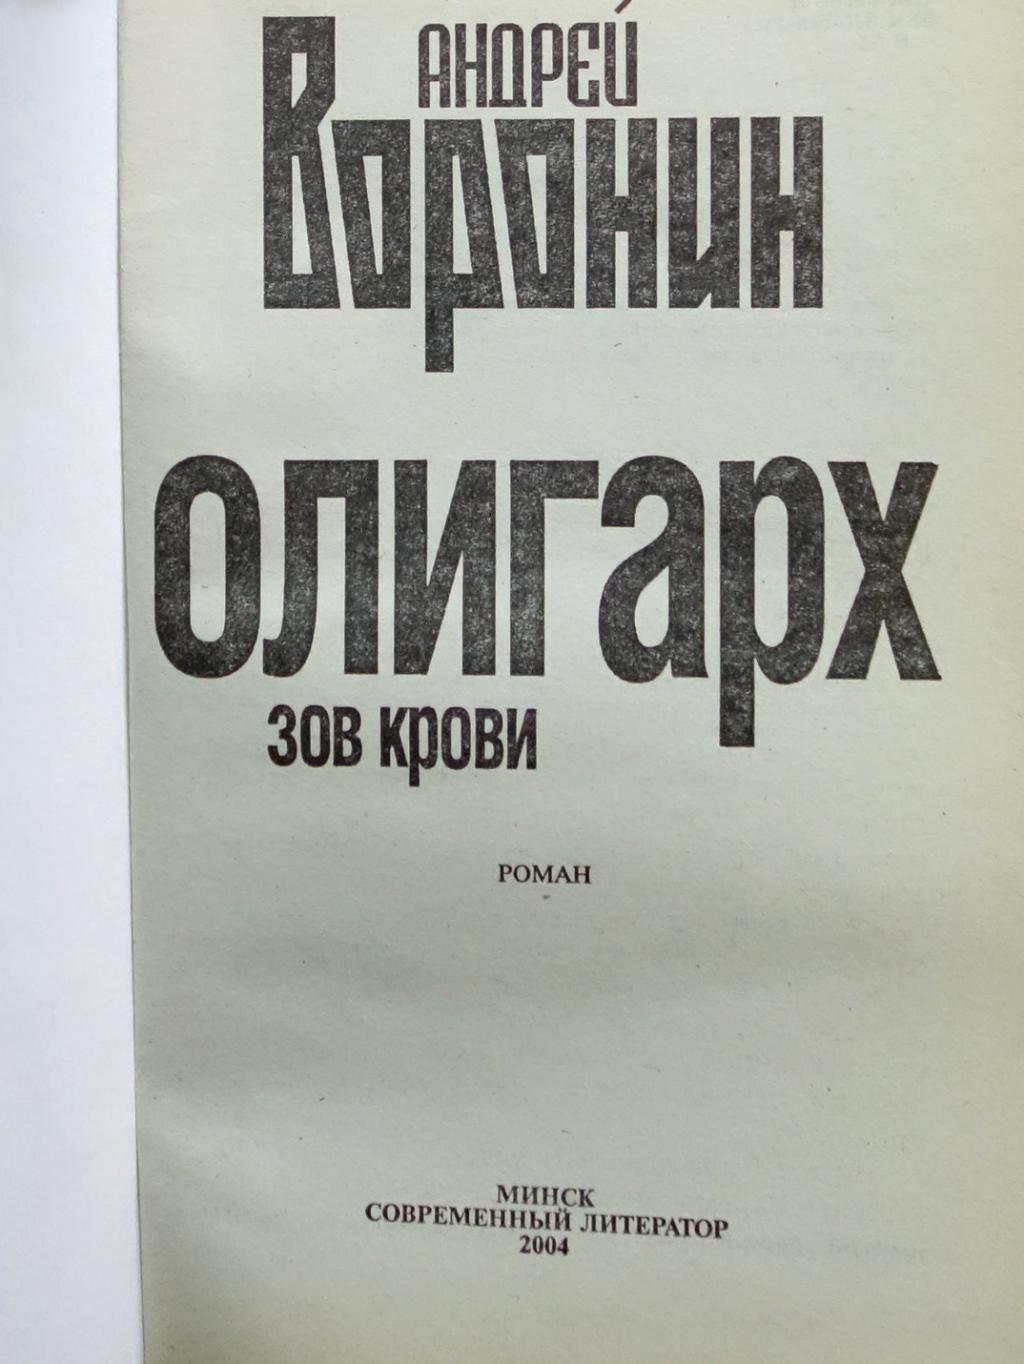 АНДРЕЙ
Воронин
олигарх
зов крови
РОМАН
МИНСК
СОВРЕМЕННЫЙ ЛИТЕРАТОР
2004